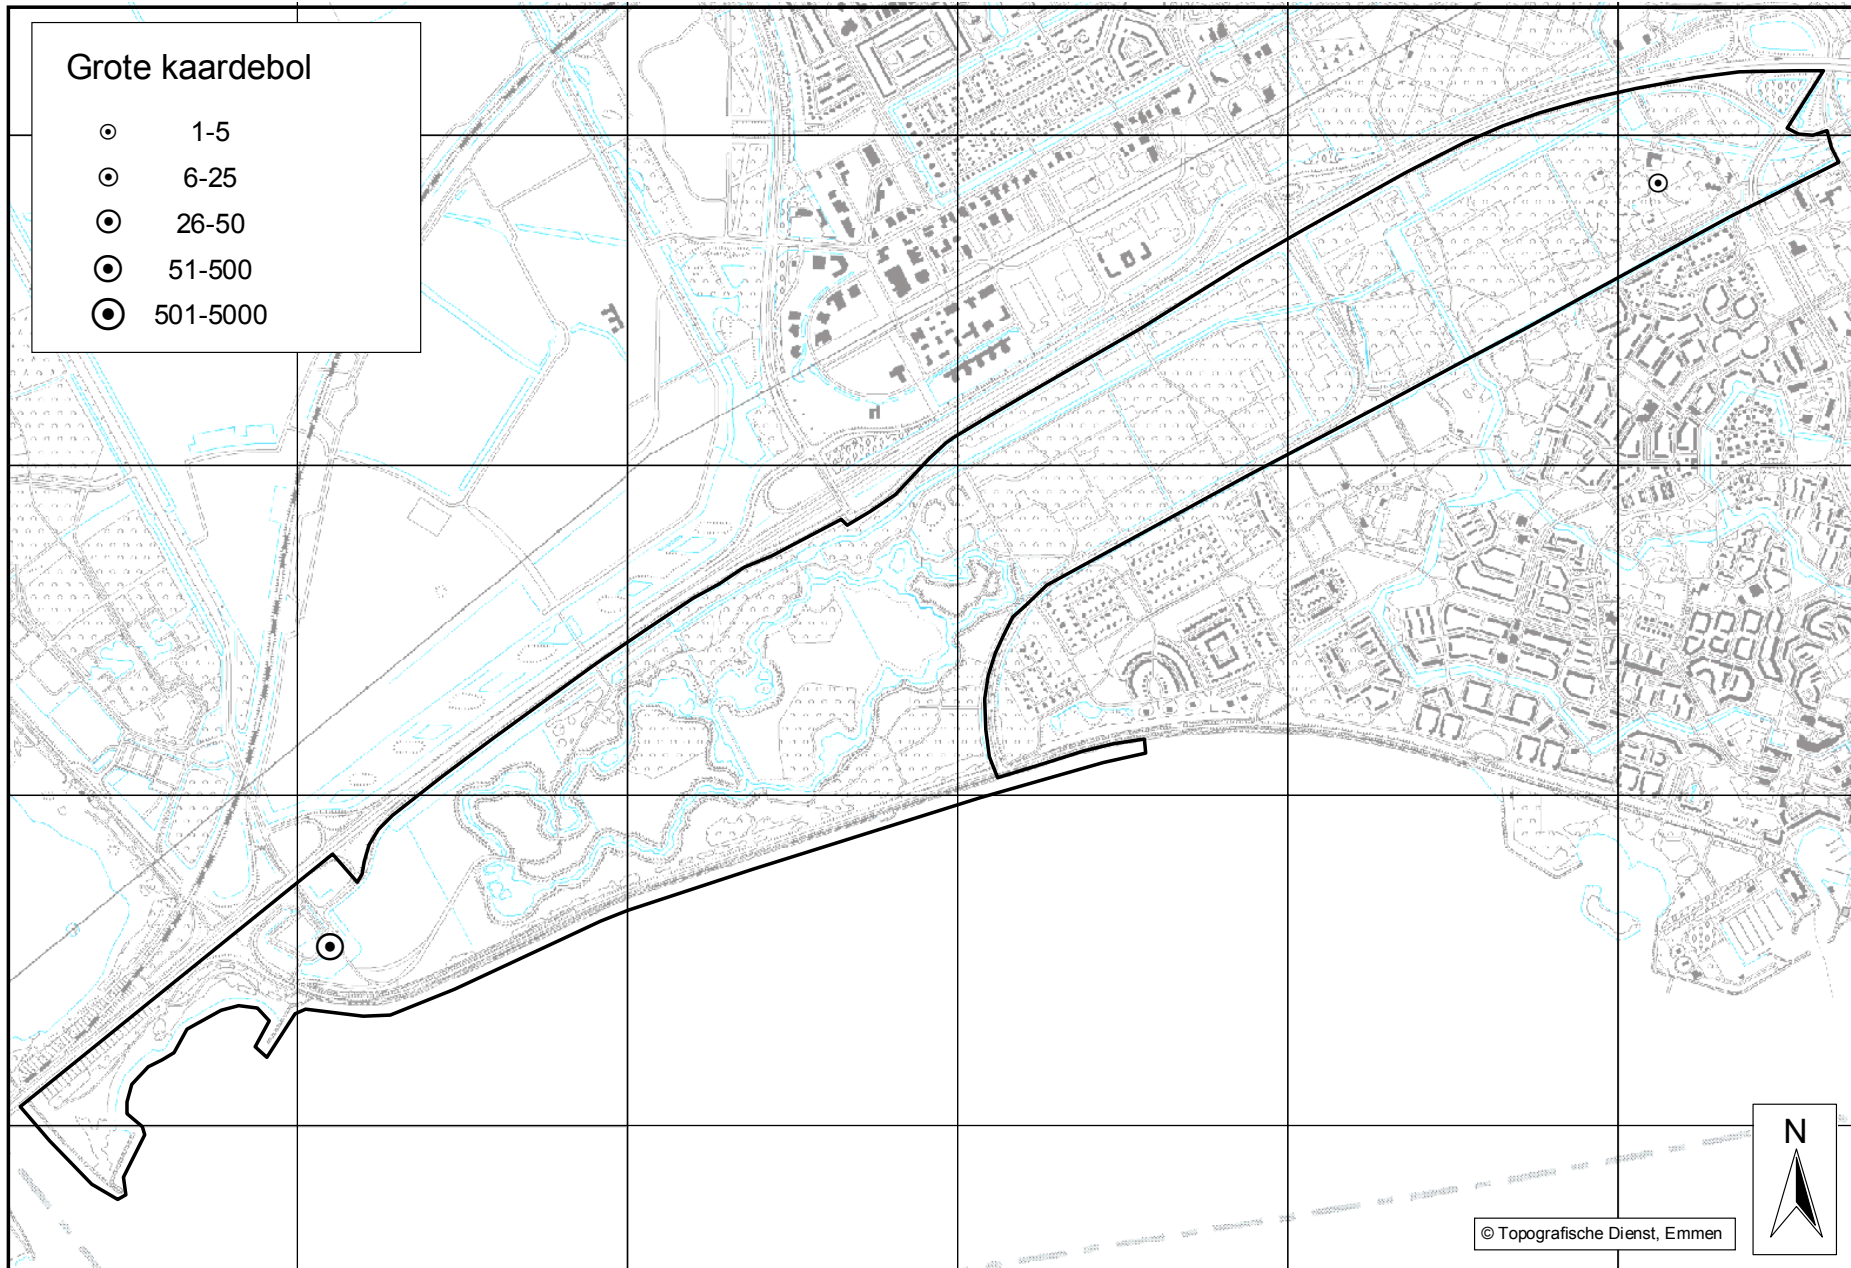 Grote kaardebol
1-5
6-25
26-50
51-500
501-5000
N
© Topografische Dienst, Emmen